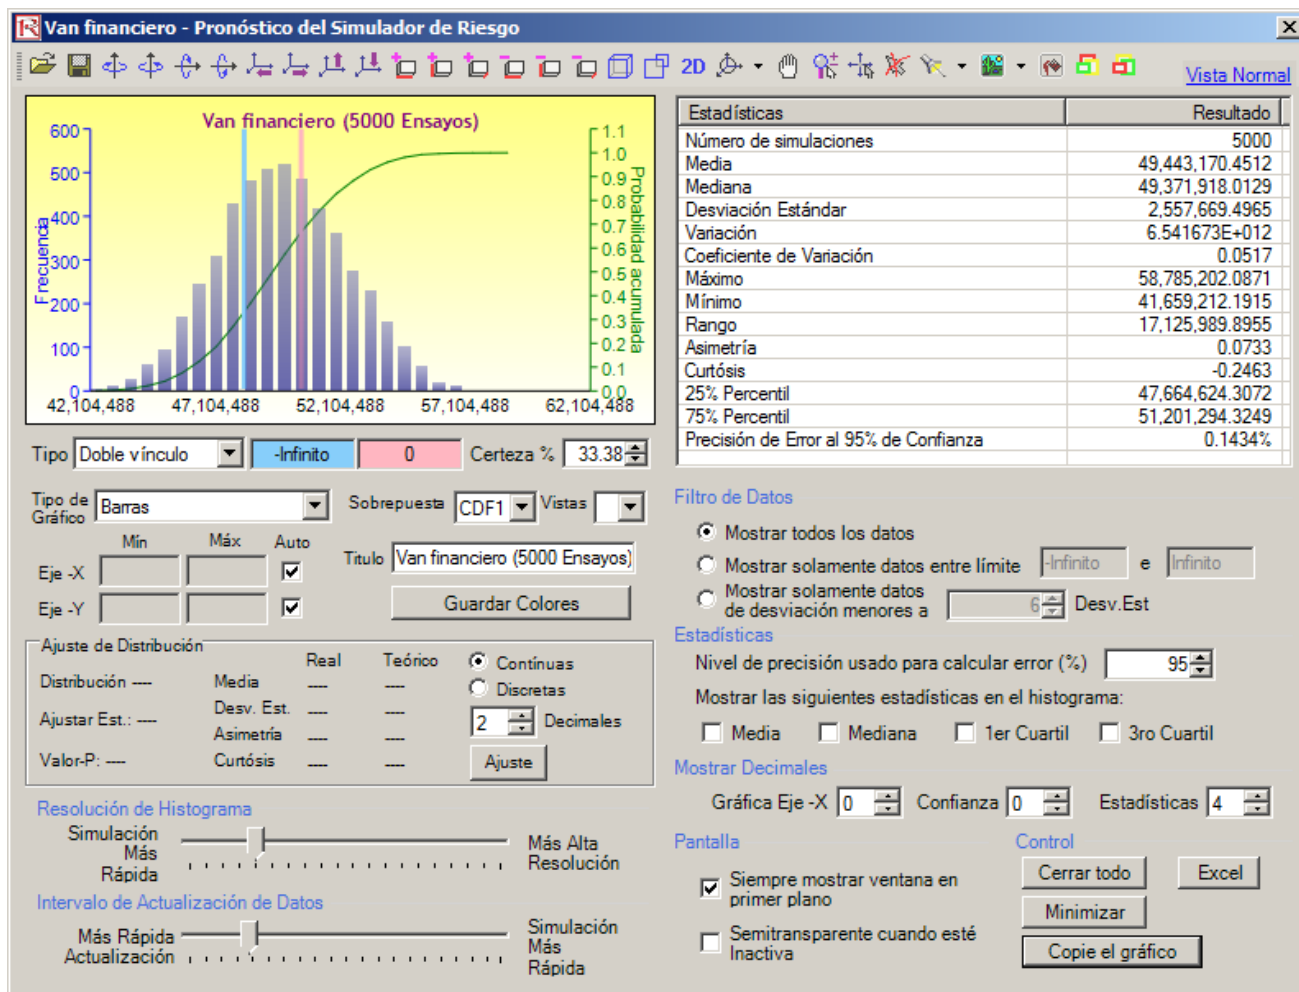 Van financiero - Pronóstico del Simulador de Riesgo
2D
Vista Normal
Van financiero (5000 Ensayos)
Frecuencia
600
500
400
300
200
100
0
Probabilidad acumulada
1.1
1.0
0.9
0.8
0.7
0.6
0.5
0.4
0.3
0.2
0.1
0.0
42,104,488 47,104,488 52,104,488 57,104,488 62,104,488
Estadísticas Resultado
Número de simulaciones 5000
Media 49,443,170.4512
Mediana 49,371,918.0129
Desviación Estándar 2,557,669.4965
Variación 6.541673E+012
Coeficiente de Variación 0.0517
Máximo 58,785,202.0871
Mínimo 41,659,212.1915
Rango 17,125,989.8955
Asimetría 0.0733
Curtósis -0.2463
25% Percentil 47,664,624.3072
75% Percentil 51,201,294.3249
Precisión de Error al 95% de Confianza 0.1434%
Tipo Doble vínculo -Infinito 0 Certeza % 33.38
Tipo de Gráfico Barras Sobrepuesta CDF1 Vistas
Mín Máx Auto
Eje -X
Eje -Y
Titulo Van financiero (5000 Ensayos)
Guardar Colores
Ajuste de Distribución
Real Teórico
Distribución ---- Media ---- ----
Ajustar Est.: ---- Desv. Est. ---- ----
Asimetría ---- ----
Valor-P: ---- Curtósis ---- ----
Contínuas
Discretas
2 Decimales
Ajuste
Resolución de Histograma
Simulación Más Rápida
Más Alta Resolución
Intervalo de Actualización de Datos
Más Rápida Actualización
Simulación Más Rápida
Filtro de Datos
Mostrar todos los datos
Mostrar solamente datos entre límite -Infinito e Infinito
Mostrar solamente datos
de desviación menores a 6 Desv.Est
Estadísticas
Nivel de precisión usado para calcular error (%) 95
Mostrar las siguientes estadísticas en el histograma:
Media Mediana 1er Cuartil 3ro Cuartil
Mostrar Decimales
Gráfica Eje -X 0 Confianza 0 Estadísticas 4
Pantalla
Siempre mostrar ventana en
primer plano
Semitransparente cuando esté
Inactiva
Control
Cerrar todo Excel
Minimizar
Copie el gráfico